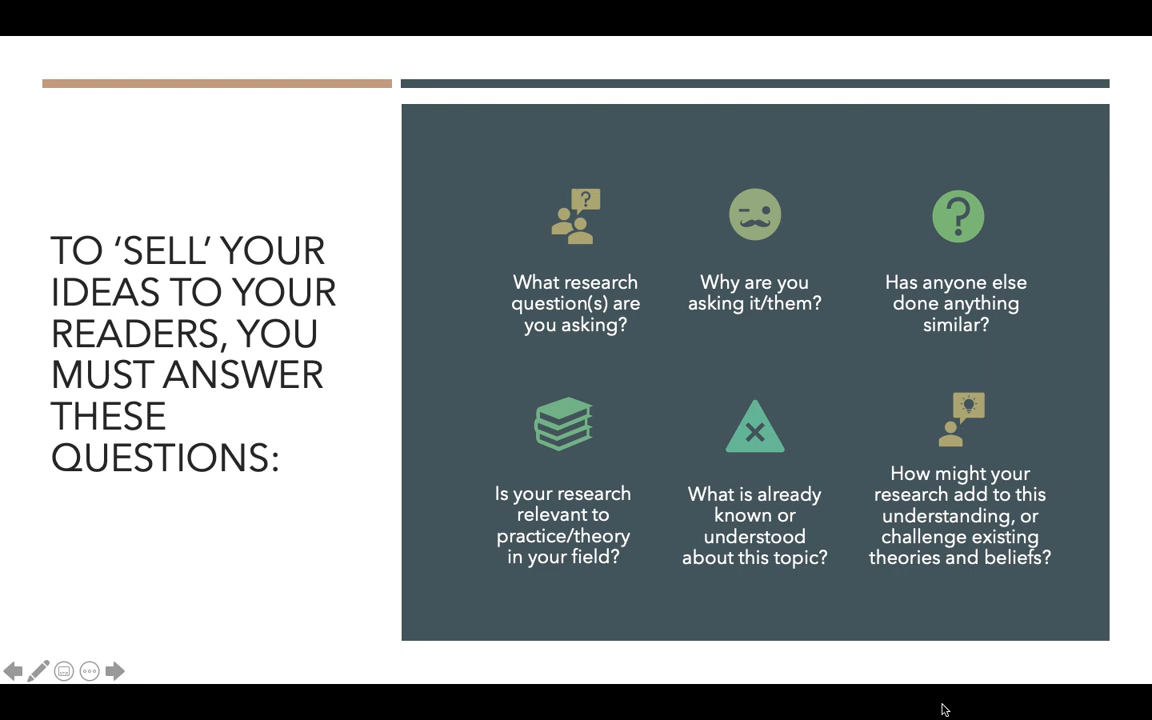 TO ‘SELL’ YOUR
IDEAS TO YOUR
READERS, YOU
MUST ANSWER
THESE
QUESTIONS:
What research
question(s) are
you asking?
Why are you
asking it/them?
Has anyone else
done anything
similar?
Is your research
relevant to
practice/theory
in your field?
What is already
known or
understood
about this topic?
How might your
research add to this
understanding, or
challenge existing
theories and beliefs?